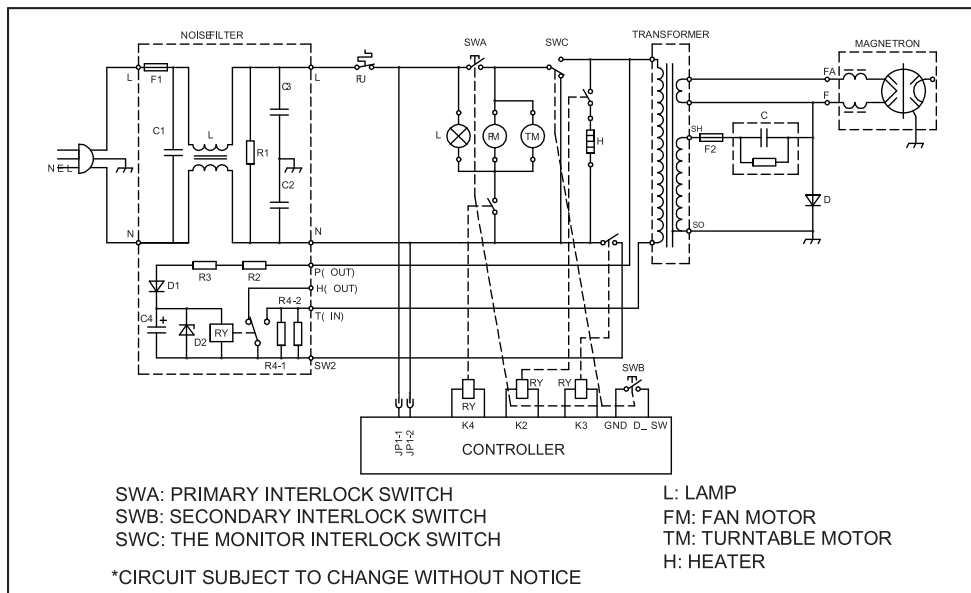 NOISEFILTER
SWA
SWC
TRANSFORMER
MAGNETRON
L
F1
L
FU
C3
FA
F
C1
L
R1
L
FM
TM
H
SH
F2
C
N E L
C2
D
N
N
SO
P( OUT)
R3
R2
D1
H( OUT)
R4-2
T( IN)
C4
+
D2
RY
R4-1
SW2
SWB
RY
RY
RY
K4
K2
K3
GND
D_ SW
JP1-1
JP1-2
CONTROLLER
SWA: PRIMARY INTERLOCK SWITCH
SWB: SECONDARY INTERLOCK SWITCH
SWC: THE MONITOR INTERLOCK SWITCH
*CIRCUIT SUBJECT TO CHANGE WITHOUT NOTICE
L: LAMP
FM: FAN MOTOR
TM: TURNTABLE MOTOR
H: HEATER